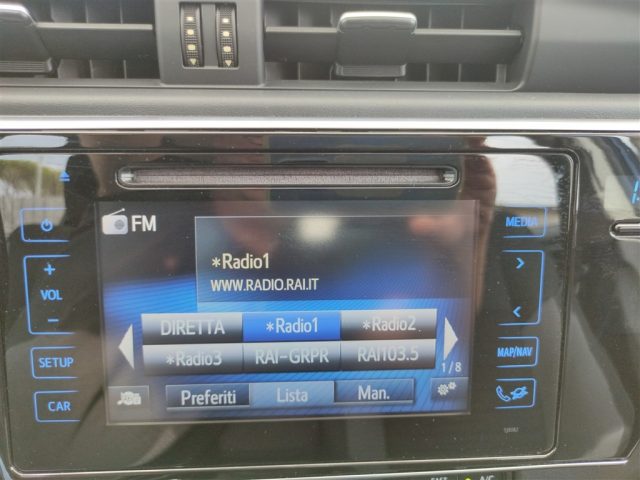 FM
MEDIA
*Radio1
WWW.RADIO.RAI.IT
+
VOL
−
DIRETTA *Radio1 *Radio2
*Radio3 RAI~GRPR RAI103.5
1/8
SETUP
MAP/NAV
Preferiti Lista Man.
CAR
A/C